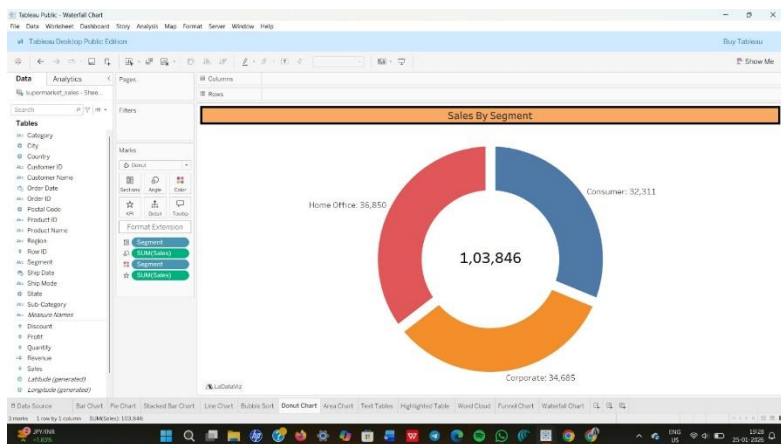 Tableau Public - Waterfall Chart
File Data Worksheet Dashboard Story Analysis Map Format Server Window Help
Tableau Desktop Public Edition
Buy Tableau
Show Me
Data Analytics
supermarket_sales - Shee...
Search
Tables
Category
City
Country
Customer ID
Customer Name
Order Date
Order ID
Postal Code
Product ID
Product Name
Region
Row ID
Segment
Ship Date
Ship Mode
State
Sub-Category
Measure Names
Discount
Profit
Quantity
Revenue
Sales
Latitude (generated)
Longitude (generated)
Pages
Filters
Marks
Donut
Sections Angle Color
KPI Detail Tooltip
Format Extension
Segment
SUM(Sales)
Segment
SUM(Sales)
Columns
Rows
Sales By Segment
Home Office: 36,850
Consumer: 32,311
1,03,846
Corporate: 34,685
LaDataViz
Data Source Bar Chart Pie Chart Stacked Bar Chart Line Chart Bubble Sort Donut Chart Area Chart Text Tables Highlighted Table Word Cloud Funnel Chart Waterfall Chart
3 marks 1 row by 1 column SUM(Sales): 103,846
JPY/INR
ENG
US
19:28
25-01-2026